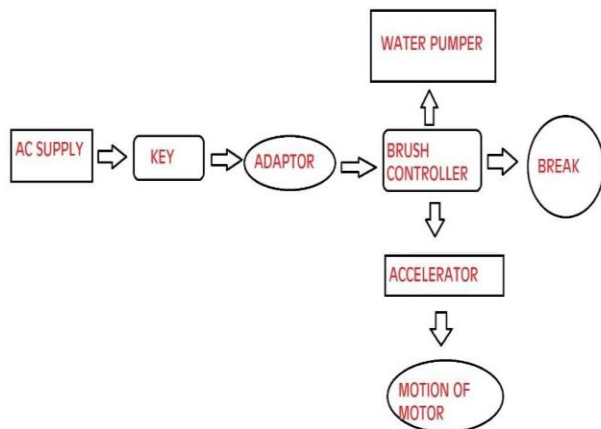 WATER PUMPER
AC SUPPLY
KEY
ADAPTOR
BRUSH
CONTROLLER
BREAK
ACCELERATOR
MOTION OF
MOTOR